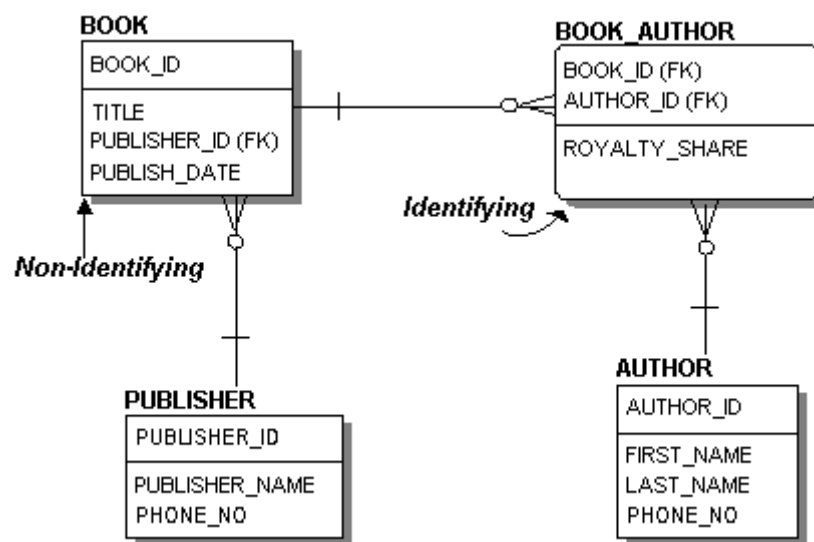 BOOK
BOOK_ID
TITLE
PUBLISHER_ID (FK)
PUBLISH_DATE
Non-Identifying
BOOK_AUTHOR
BOOK_ID (FK)
AUTHOR_ID (FK)
ROYALTY_SHARE
Identifying
PUBLISHER
PUBLISHER_ID
PUBLISHER_NAME
PHONE_NO
AUTHOR
AUTHOR_ID
FIRST_NAME
LAST_NAME
PHONE_NO